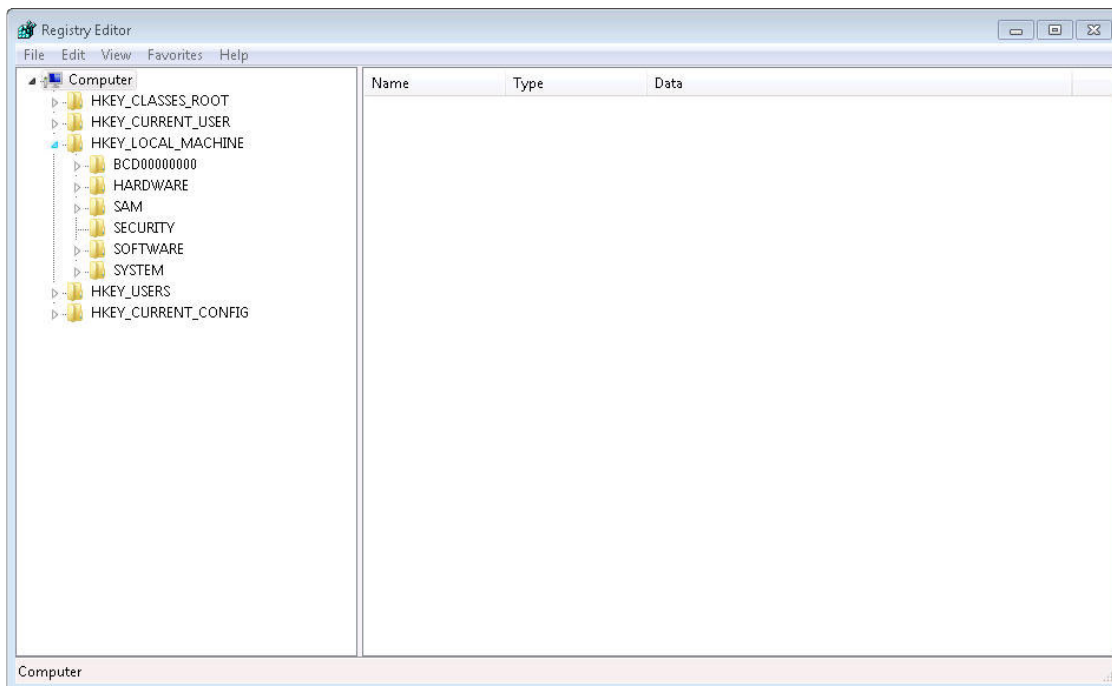 Registry Editor
File Edit View Favorites Help
Computer
HKEY_CLASSES_ROOT
HKEY_CURRENT_USER
HKEY_LOCAL_MACHINE
BCD00000000
HARDWARE
SAM
SECURITY
SOFTWARE
SYSTEM
HKEY_USERS
HKEY_CURRENT_CONFIG
Name Type Data
Computer